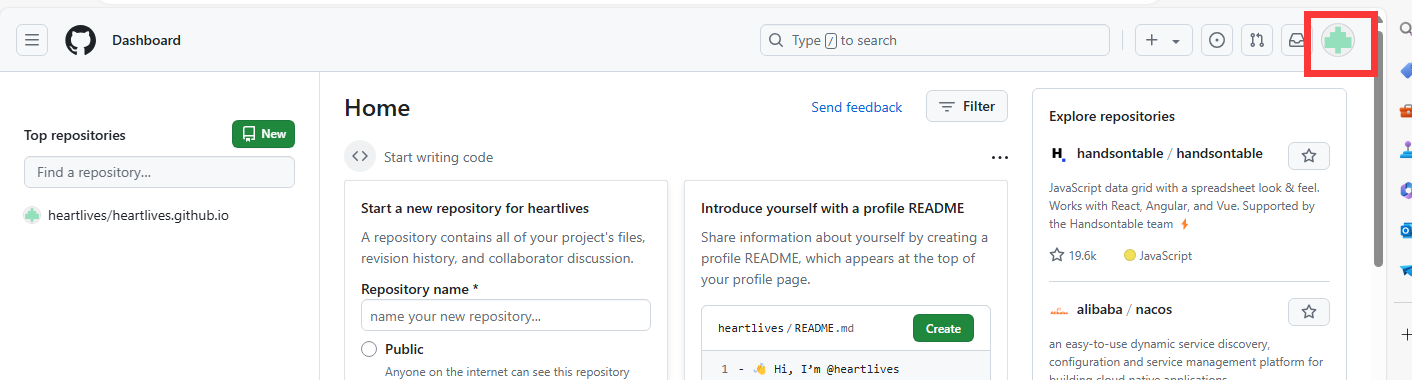 Dashboard
Type / to search
Top repositories
New
Find a repository...
heartlives/heartlives.github.io
Home
Send feedback
Filter
Start writing code
Start a new repository for heartlives
A repository contains all of your project's files,
revision history, and collaborator discussion.
Repository name *
name your new repository...
Public
Anyone on the internet can see this repository
Introduce yourself with a profile README
Share information about yourself by creating a
profile README, which appears at the top of
your profile page.
heartlives / README.md
Create
1 - 👋 Hi, I’m @heartlives
Explore repositories
H. handsontable / handsontable
JavaScript data grid with a spreadsheet look & feel.
Works with React, Angular, and Vue. Supported by
the Handsontable team ⚡
19.6k
JavaScript
alibaba / nacos
an easy-to-use dynamic service discovery,
configuration and service management platform for
building cloud native applications.